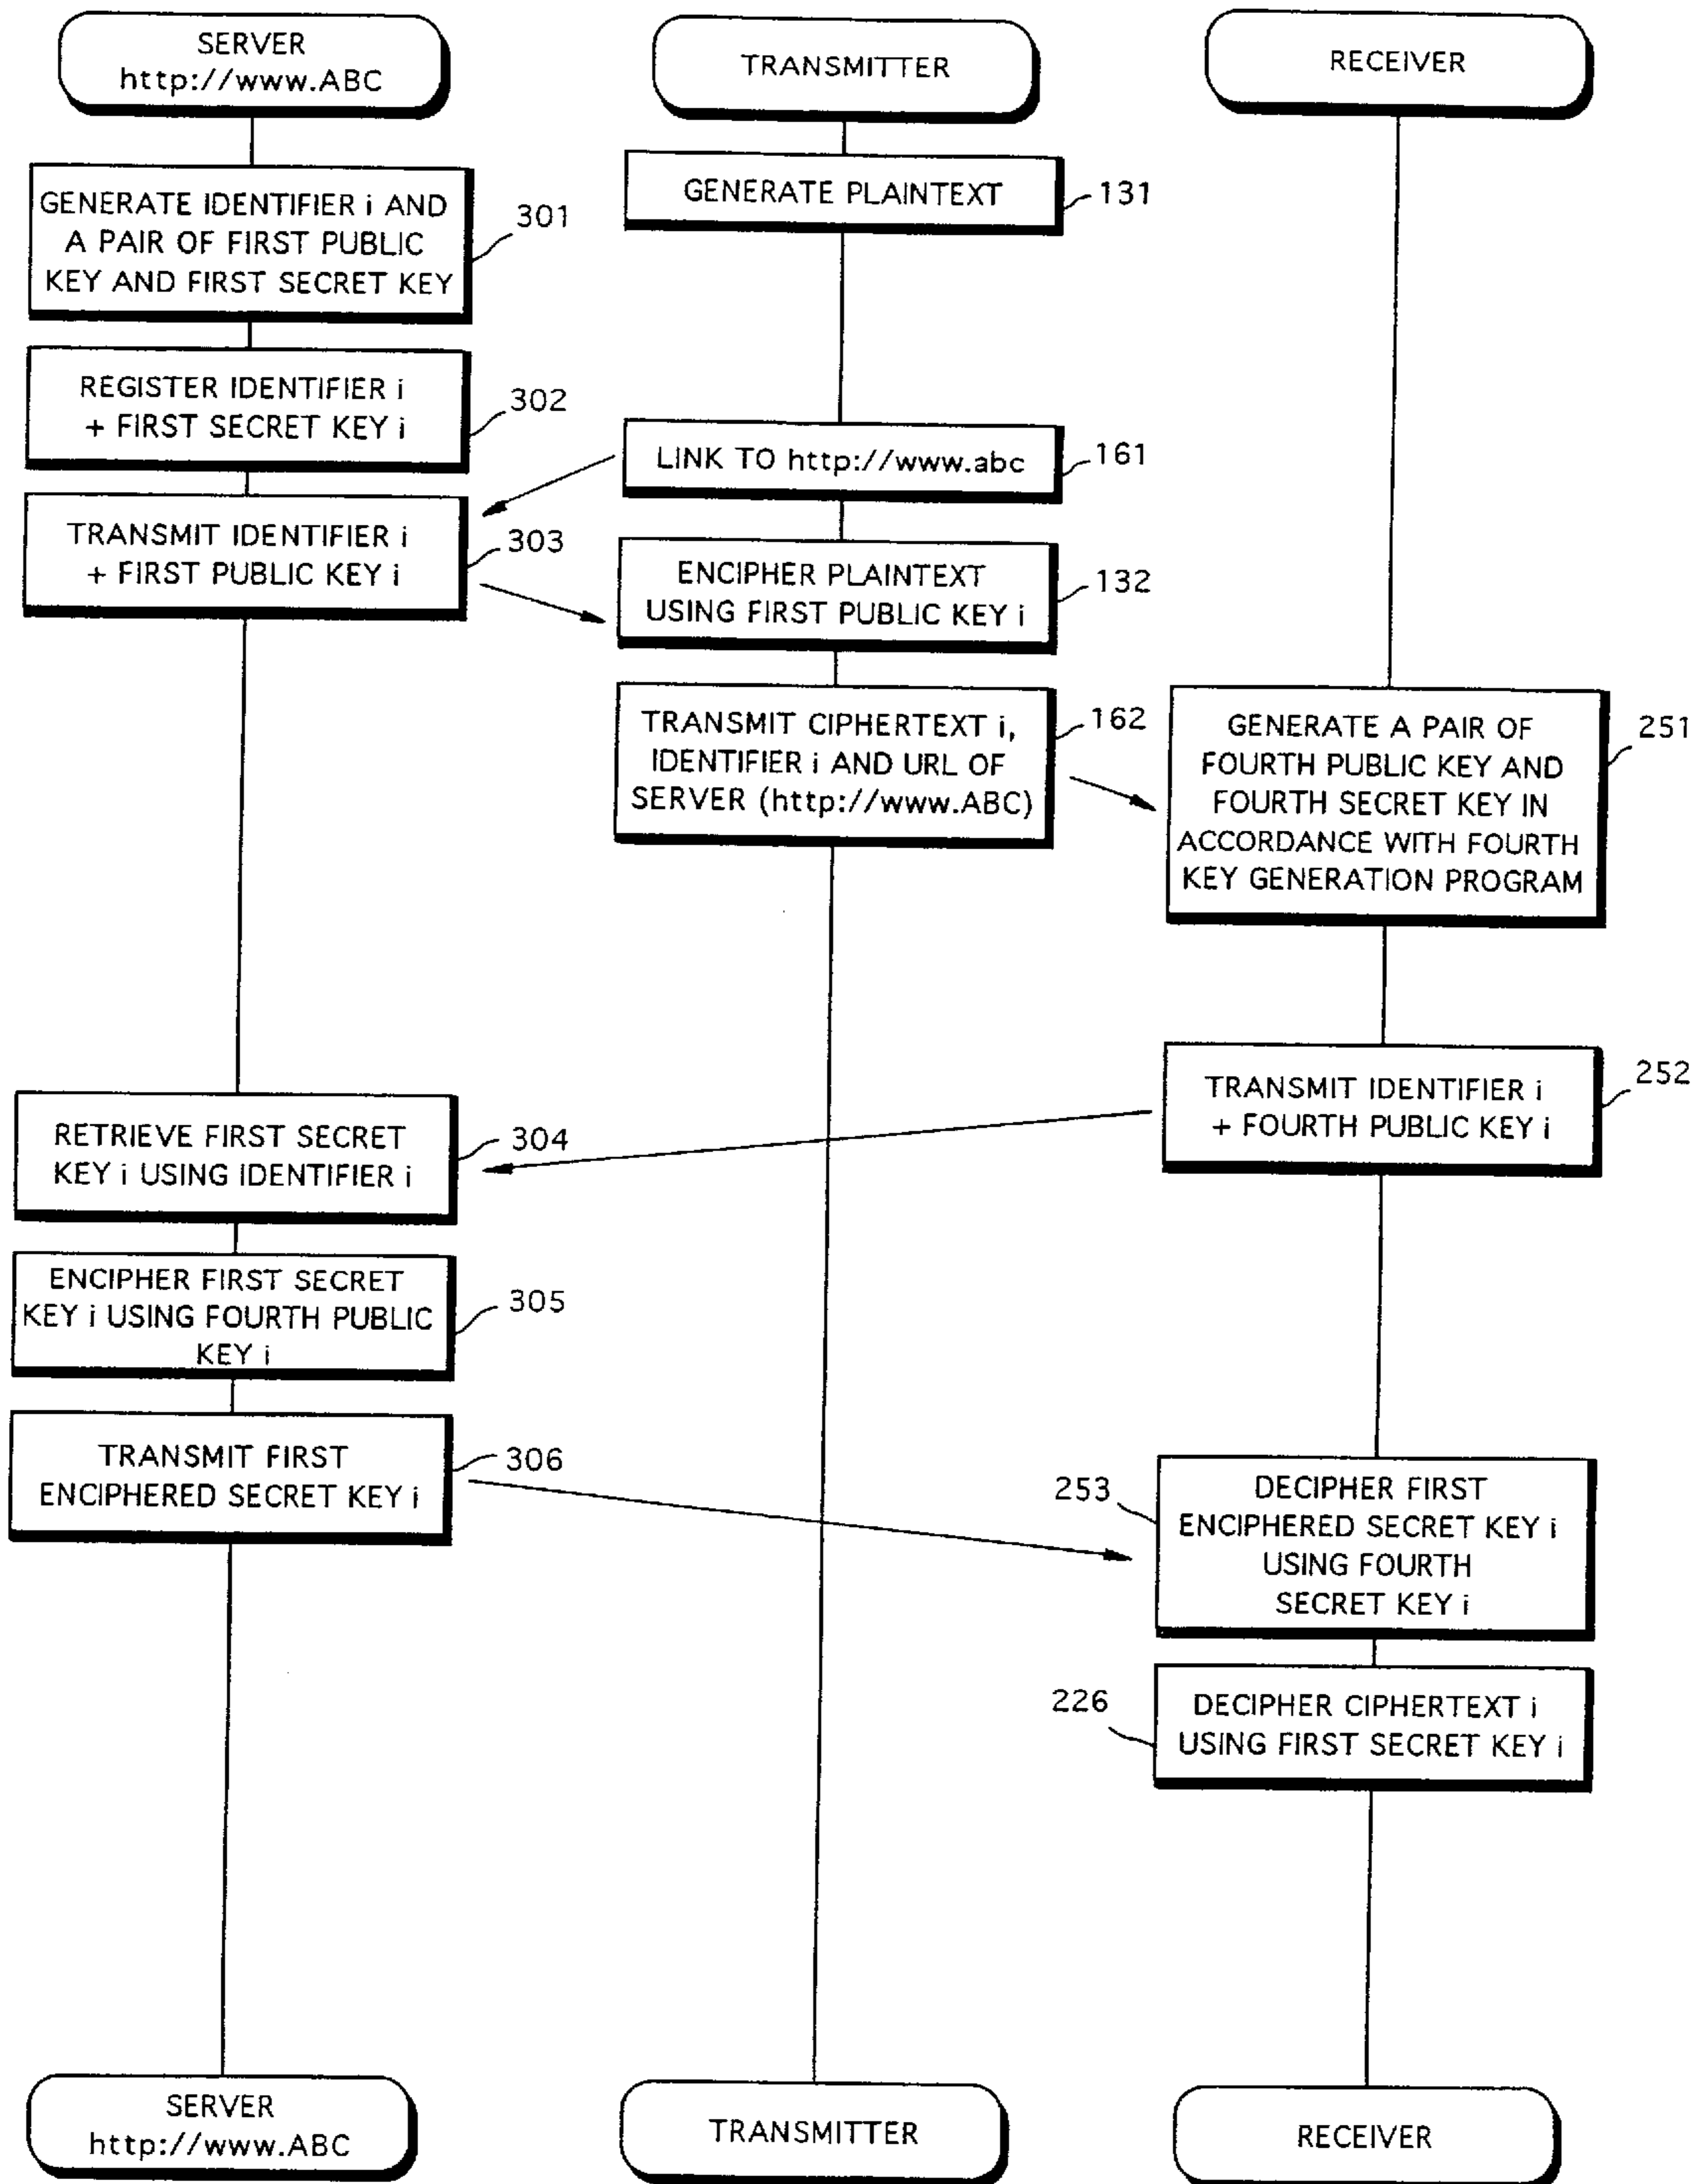 SERVER
http://www.ABC
TRANSMITTER
RECEIVER
GENERATE IDENTIFIER i AND
A PAIR OF FIRST PUBLIC
KEY AND FIRST SECRET KEY
301
GENERATE PLAINTEXT
131
REGISTER IDENTIFIER i
+ FIRST SECRET KEY i
302
LINK TO http://www.abc
161
TRANSMIT IDENTIFIER i
+ FIRST PUBLIC KEY i
303
ENCIPHER PLAINTEXT
USING FIRST PUBLIC KEY i
132
TRANSMIT CIPHERTEXT i,
IDENTIFIER i AND URL OF
SERVER (http://www.ABC)
162
GENERATE A PAIR OF
FOURTH PUBLIC KEY AND
FOURTH SECRET KEY IN
ACCORDANCE WITH FOURTH
KEY GENERATION PROGRAM
251
TRANSMIT IDENTIFIER i
+ FOURTH PUBLIC KEY i
252
RETRIEVE FIRST SECRET
KEY i USING IDENTIFIER i
304
ENCIPHER FIRST SECRET
KEY i USING FOURTH PUBLIC
KEY i
305
TRANSMIT FIRST
ENCIPHERED SECRET KEY i
306
253
DECIPHER FIRST
ENCIPHERED SECRET KEY i
USING FOURTH
SECRET KEY i
226
DECIPHER CIPHERTEXT i
USING FIRST SECRET KEY i
SERVER
http://www.ABC
TRANSMITTER
RECEIVER